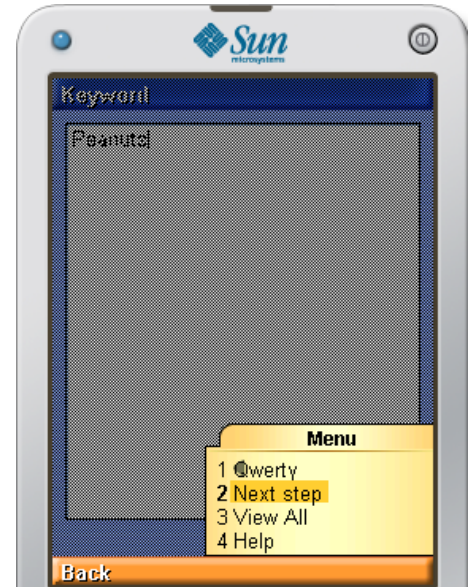 Sun
microsystems
Keyword
Peanuts
Menu
1 Qwerty
2 Next step
3 View All
4 Help
Back